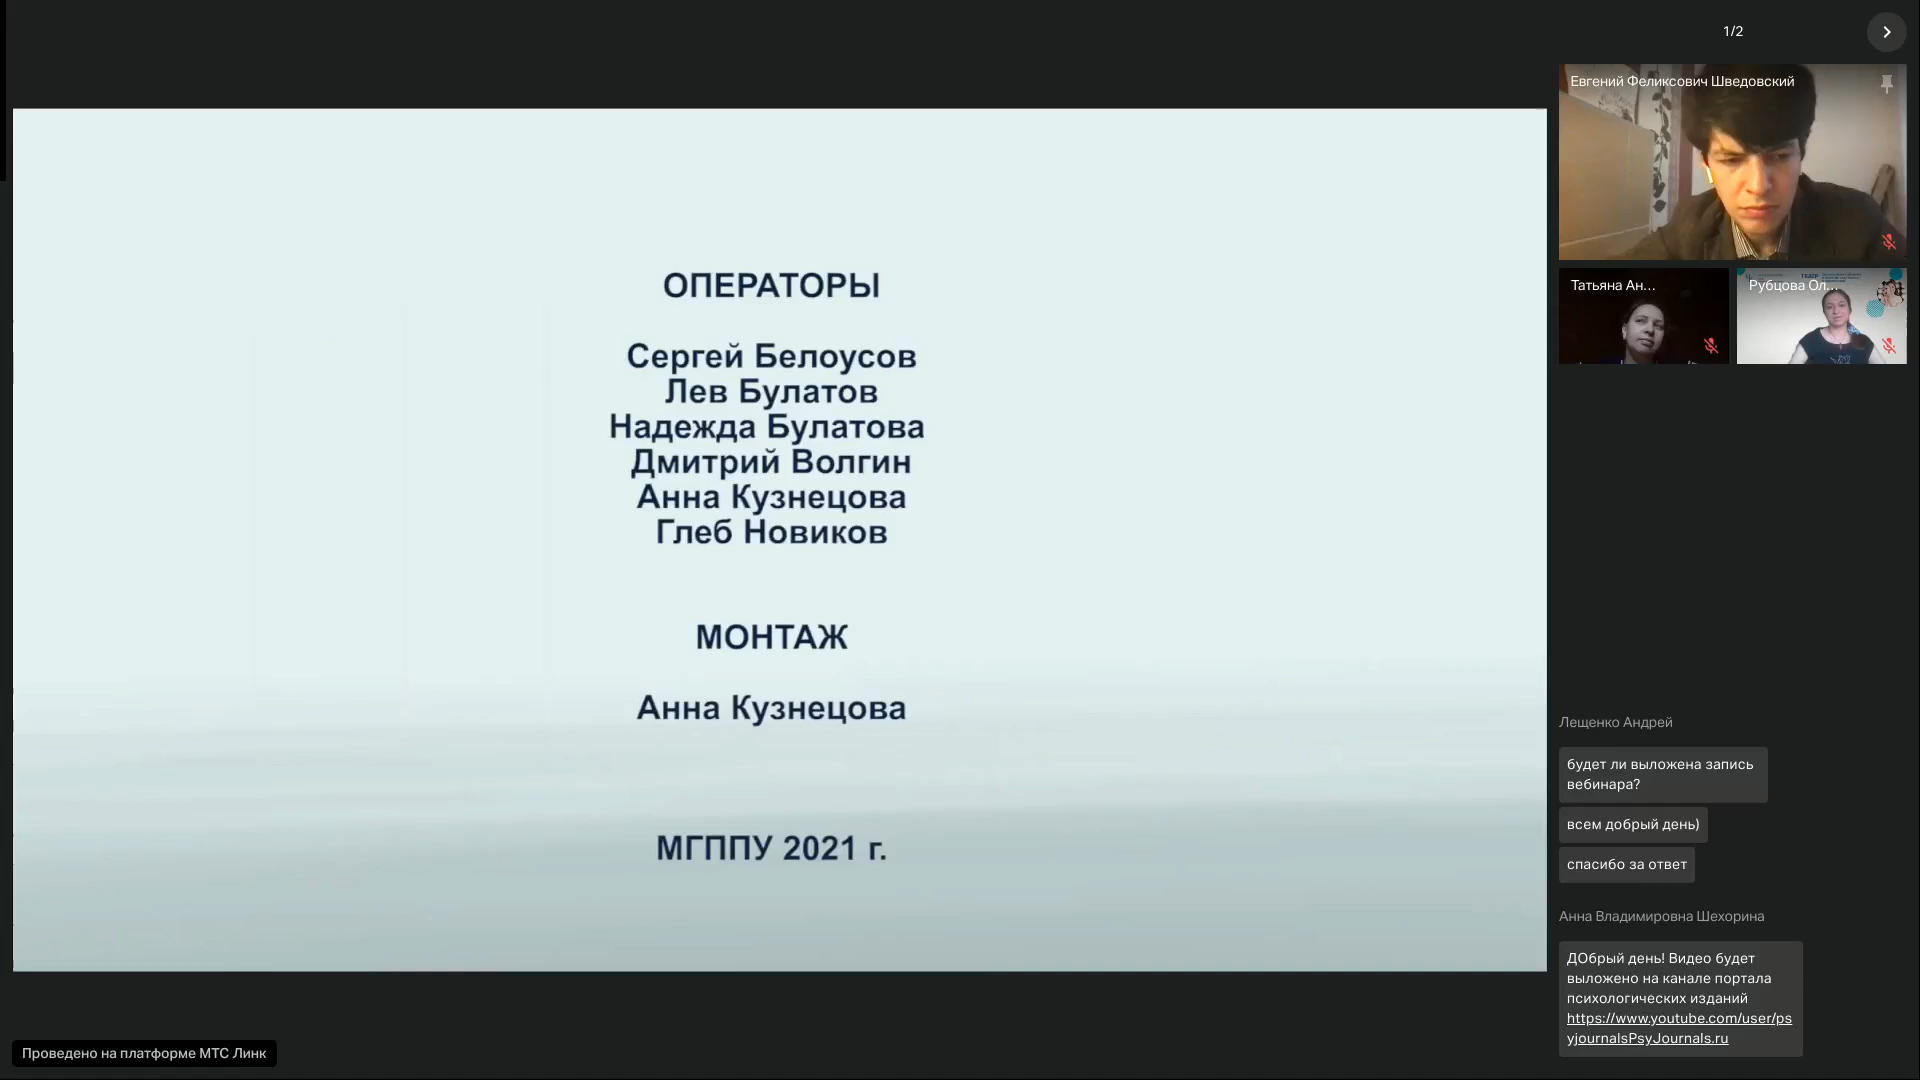 1/2
Евгений Феликсович Шведовский
Татьяна Ан...
Рубцова Ол...
ОПЕРАТОРЫ
Сергей Белоусов
Лев Булатов
Надежда Булатова
Дмитрий Волгин
Анна Кузнецова
Глеб Новиков
МОНТАЖ
Анна Кузнецова
МГППУ 2021 г.
Лещенко Андрей
будет ли выложена запись
вебинара?
всем добрый день)
спасибо за ответ
Анна Владимировна Шехорина
ДОбрый день! Видео будет
выложено на канале портала
психологических изданий
https://www.youtube.com/user/ps
yjournalsPsyJournals.ru
Проведено на платформе МТС Линк